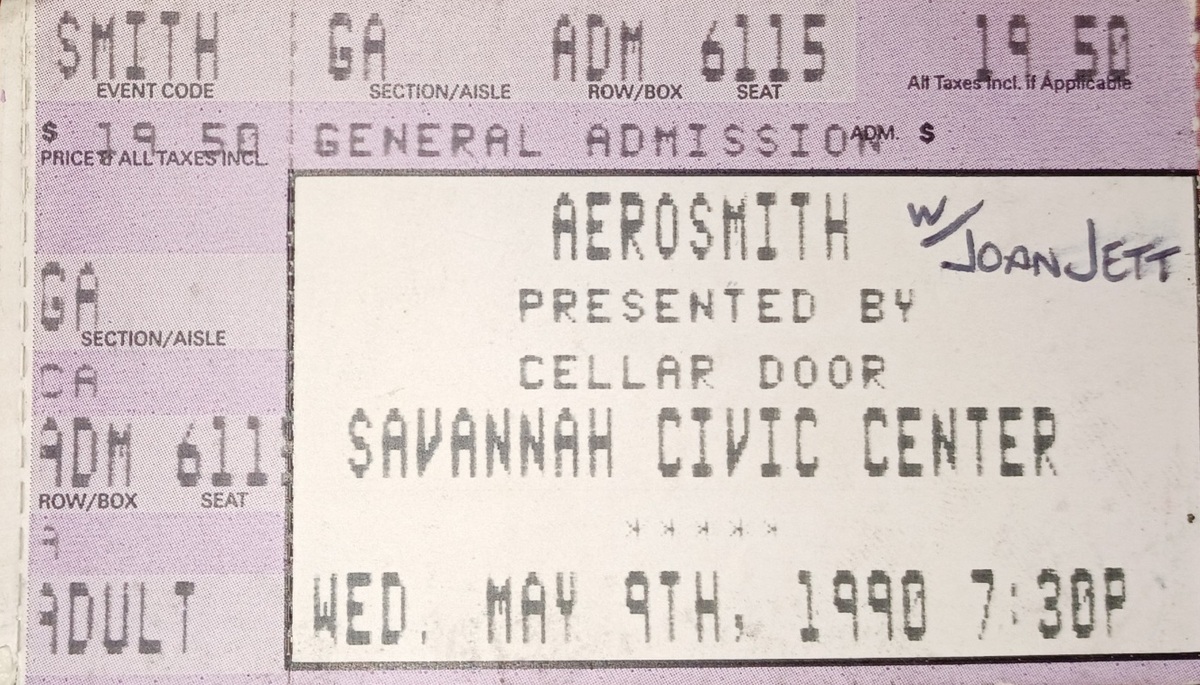 SMITH GA ADM 6115 19 50
EVENT CODE SECTION/AISLE ROW/BOX SEAT All Taxes Incl. if Applicable
$ 19 50 GENERAL ADMISSION ADM. $
PRICE & ALL TAXES INCL.
AEROSMITH w/ JOAN JETT
PRESENTED BY
GA
SECTION/AISLE
CA CELLAR DOOR
ADM 611 SAVANNAH CIVIC CENTER
ROW/BOX SEAT
* * * * *
ADULT WED. MAY 9TH, 1990 7:30P